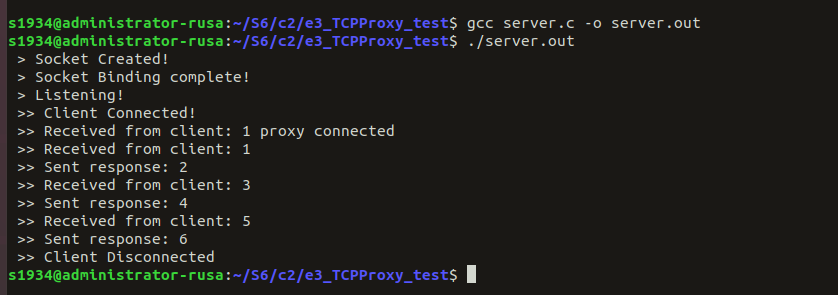 s1934@administrator-rusa:~/S6/c2/e3_TCPProxy_test$ gcc server.c -o server.out
s1934@administrator-rusa:~/S6/c2/e3_TCPProxy_test$ ./server.out
> Socket Created!
> Socket Binding complete!
> Listening!
>> Client Connected!
>> Received from client: 1 proxy connected
>> Received from client: 1
>> Sent response: 2
>> Received from client: 3
>> Sent response: 4
>> Received from client: 5
>> Sent response: 6
>> Client Disconnected
s1934@administrator-rusa:~/S6/c2/e3_TCPProxy_test$